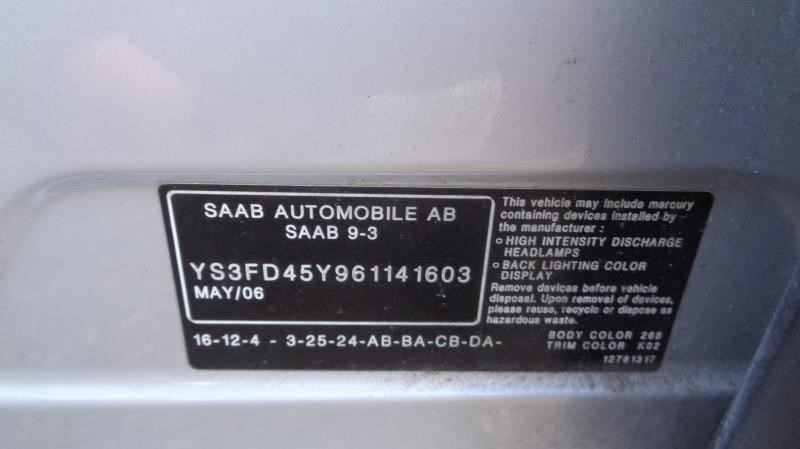 SAAB AUTOMOBILE AB
SAAB 9-3
YS3FD45Y961141603
MAY/06
16-12-4 - 3-25-24-AB-BA-CB-DA-
This vehicle may include mercury
containing devices installed by
the manufacturer :
o HIGH INTENSITY DISCHARGE
HEADLAMPS
o BACK LIGHTING COLOR
DISPLAY
Remove devices before vehicle
disposal. Upon removal of devices,
please reuse, recycle or dispose as
hazardous waste.
BODY COLOR 268
TRIM COLOR K02
12761317